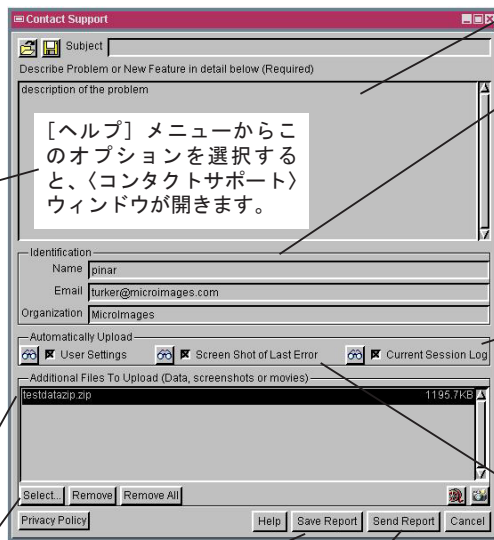 Contact Support
Subject
Describe Problem or New Feature in detail below (Required)
description of the problem
［ヘルプ］メニューからこ
のオプションを選択する
と、〈コンタクトサポート〉
ウィンドウが開きます。
Identification
Name pinar
Email turker@microimages.com
Organization MicroImages
Automatically Upload
User Settings Screen Shot of Last Error Current Session Log
Additional Files To Upload (Data, screenshots or movies)
testdatazip.zip 1195.7KB
Select... Remove Remove All
Privacy Policy Help Save Report Send Report Cancel